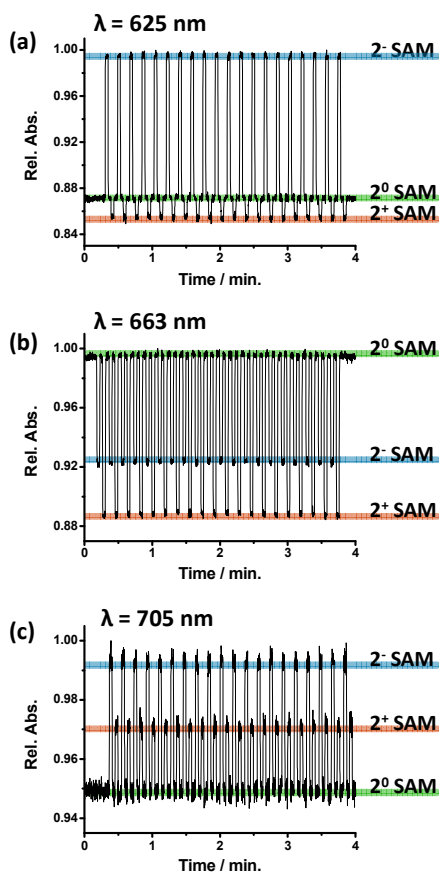 (a)
λ = 625 nm
Rel. Abs.
1.00
0.96
0.92
0.88
0.84
2⁻ SAM
2⁰ SAM
2⁺ SAM
0 1 2 3 4
Time / min.
(b)
λ = 663 nm
Rel. Abs.
1.00
0.96
0.92
0.88
2⁰ SAM
2⁻ SAM
2⁺ SAM
0 1 2 3 4
Time / min.
(c)
λ = 705 nm
Rel. Abs.
1.00
0.98
0.97
0.95
0.94
2⁻ SAM
2⁺ SAM
2⁰ SAM
0 1 2 3 4
Time / min.